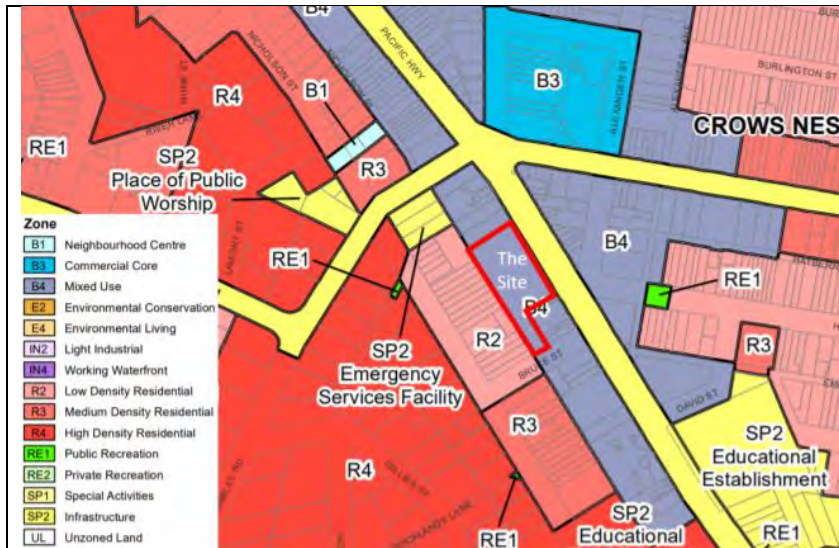 B4
PACIFIC HWY
NICHOLSON ST
R4
B1
B3
ALEXANDER ST
BURLINGTON ST
CROWS NES
RIVER LANE
RE1
SP2
Place of Public
Worship
R3
B4
RE1
The
Site
B4
RE1
R2
SP2
Emergency
Services Facility
BRUCE ST
R3
DAVID ST
R3
SP2
Educational
Establishment
R4
RE1
SP2
Educational
RE1
Zone
B1 Neighbourhood Centre
B3 Commercial Core
B4 Mixed Use
E2 Environmental Conservation
E4 Environmental Living
IN2 Light Industrial
IN4 Working Waterfront
R2 Low Density Residential
R3 Medium Density Residential
R4 High Density Residential
RE1 Public Recreation
RE2 Private Recreation
SP1 Special Activities
SP2 Infrastructure
UL Unzoned Land